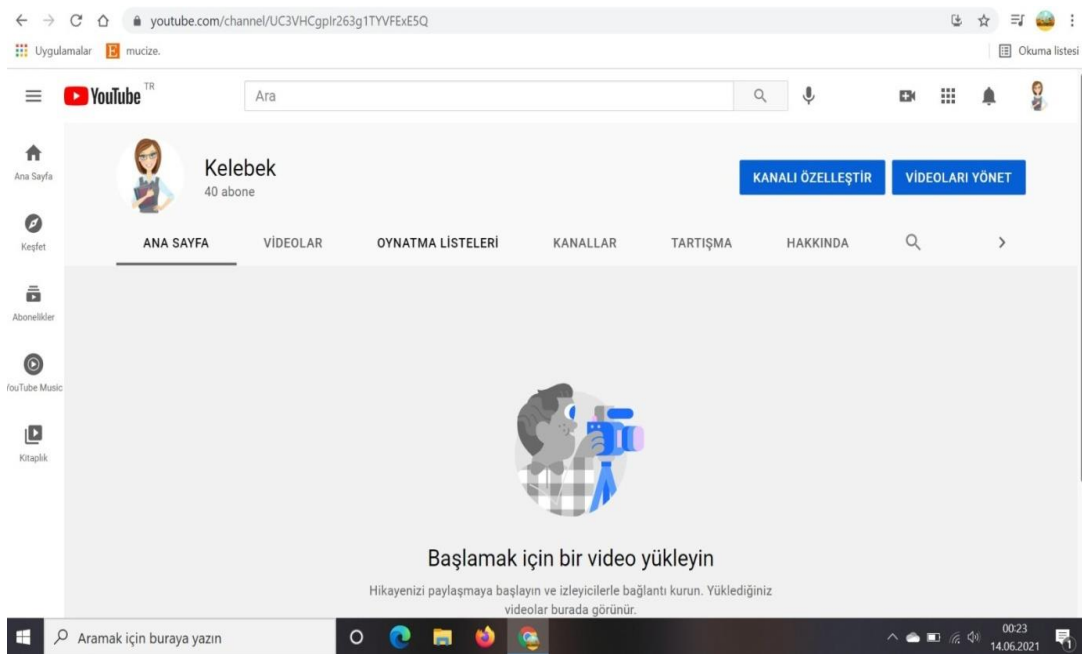 youtube.com/channel/UC3VHCgpIr263g1TYVFExE5Q
Uygulamalar
E mucize.
Okuma listesi
YouTube TR
Ara
Ana Sayfa
Kelebek
40 abone
KANALI ÖZELLEŞTİR
VİDEOLARI YÖNET
Keşfet
ANA SAYFA VİDEOLAR OYNATMA LİSTELERİ KANALLAR TARTIŞMA HAKKINDA
Abonelikler
YouTube Music
Kitaplık
Başlamak için bir video yükleyin
Hikayenizi paylaşmaya başlayın ve izleyicilerle bağlantı kurun. Yüklediğiniz
videolar burada görünür.
Aramak için buraya yazın
00:23
14.06.2021
1